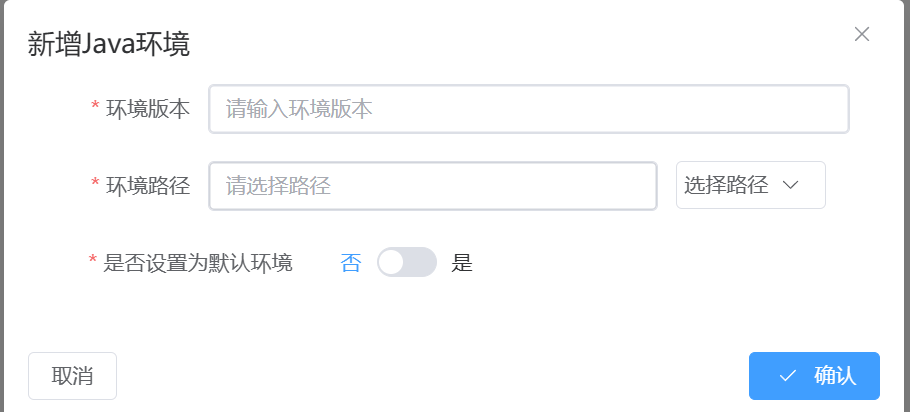 新增Java环境
* 环境版本 请输入环境版本
* 环境路径 请选择路径 选择路径
* 是否设置为默认环境 否 是
取消 确认